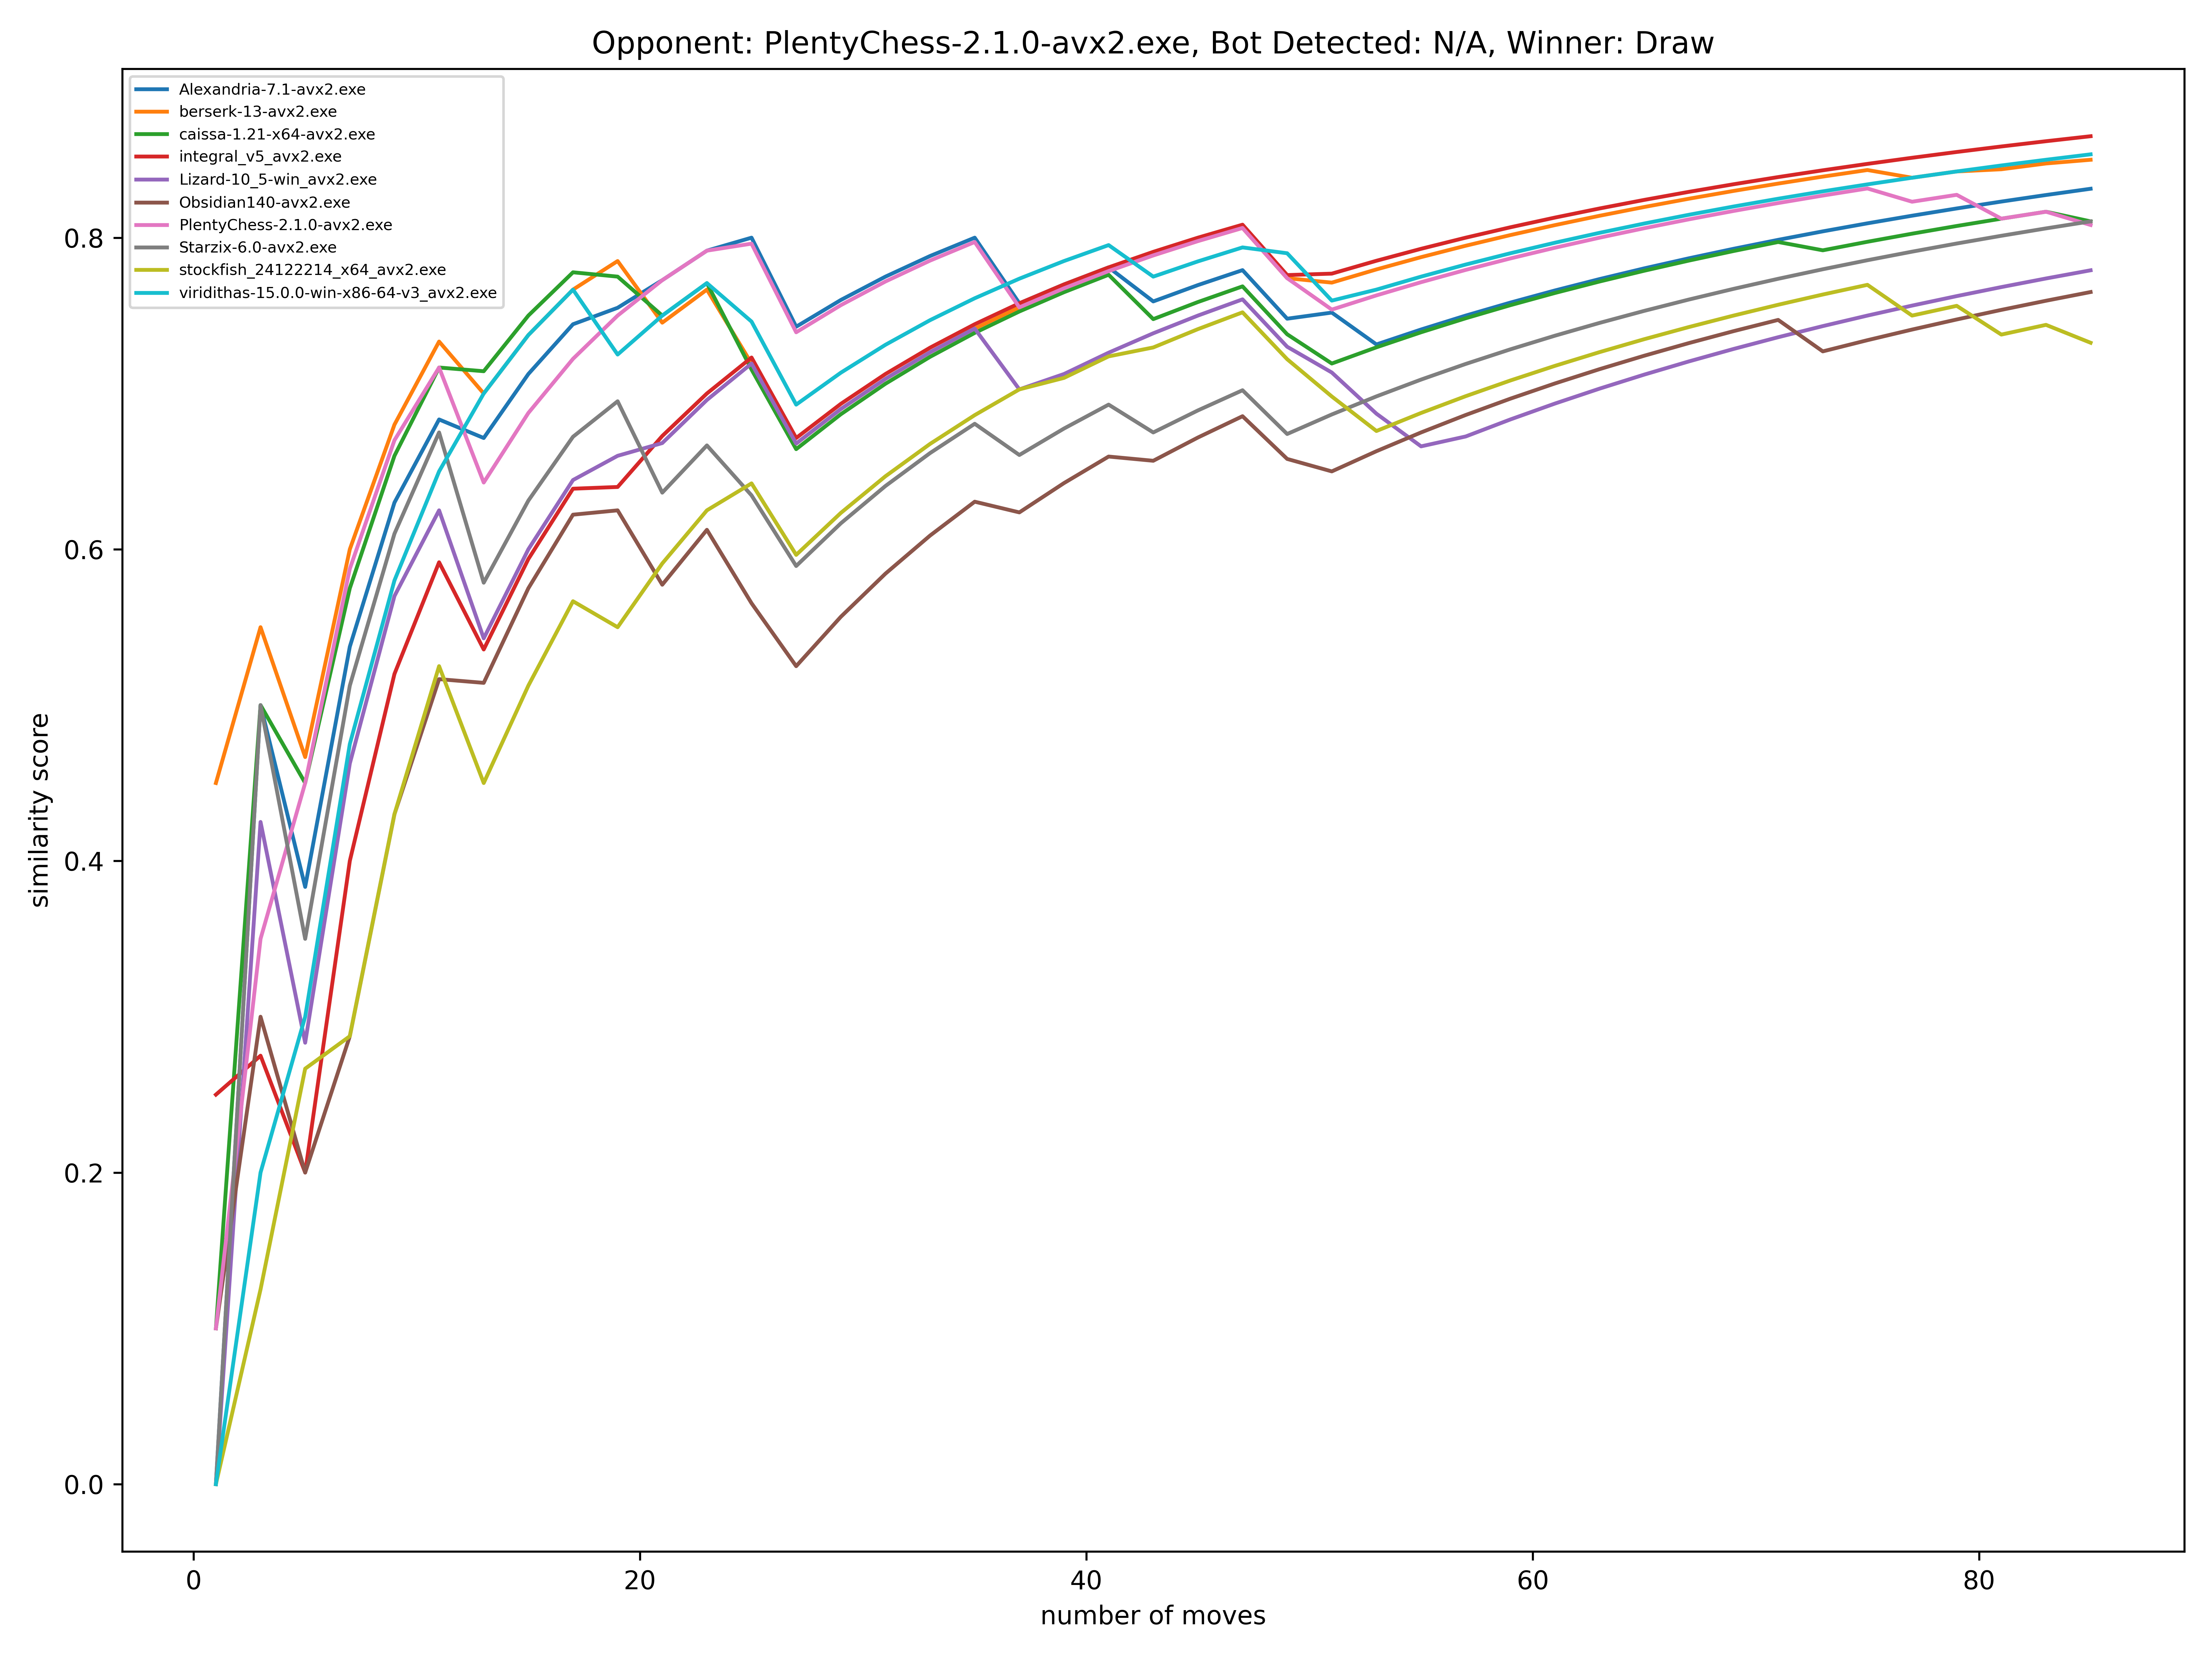 Opponent: PlentyChess-2.1.0-avx2.exe, Bot Detected: N/A, Winner: Draw
Alexandria-7.1-avx2.exe
berserk-13-avx2.exe
caissa-1.21-x64-avx2.exe
integral_v5_avx2.exe
Lizard-10_5-win_avx2.exe
Obsidian140-avx2.exe
PlentyChess-2.1.0-avx2.exe
Starzix-6.0-avx2.exe
stockfish_24122214_x64_avx2.exe
viridithas-15.0.0-win-x86-64-v3_avx2.exe
similarity score
0.8
0.6
0.4
0.2
0.0
0 20 40 60 80
number of moves